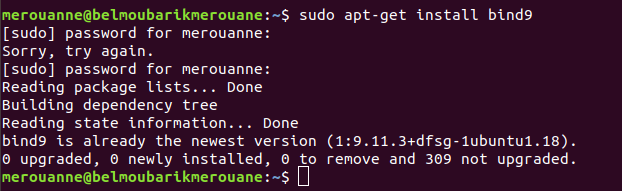 merouanne@belmoubarikmerouane:~$ sudo apt-get install bind9
[sudo] password for merouanne:
Sorry, try again.
[sudo] password for merouanne:
Reading package lists... Done
Building dependency tree
Reading state information... Done
bind9 is already the newest version (1:9.11.3+dfsg-1ubuntu1.18).
0 upgraded, 0 newly installed, 0 to remove and 309 not upgraded.
merouanne@belmoubarikmerouane:~$